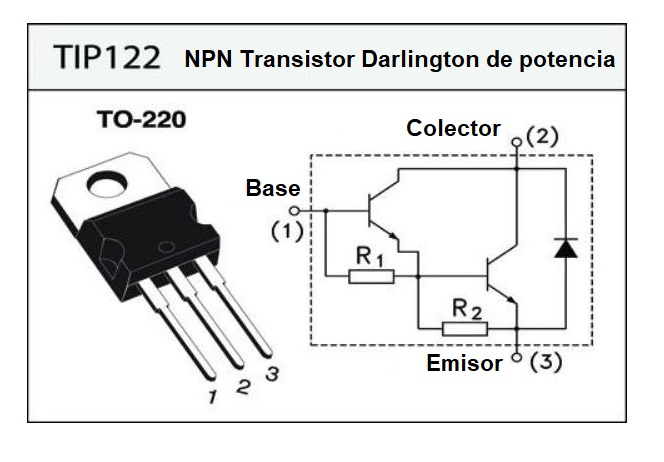 TIP122 NPN Transistor Darlington de potencia
TO-220
Colector
(2)
Base
(1)
R1
R2
Emisor
(3)
1 2 3